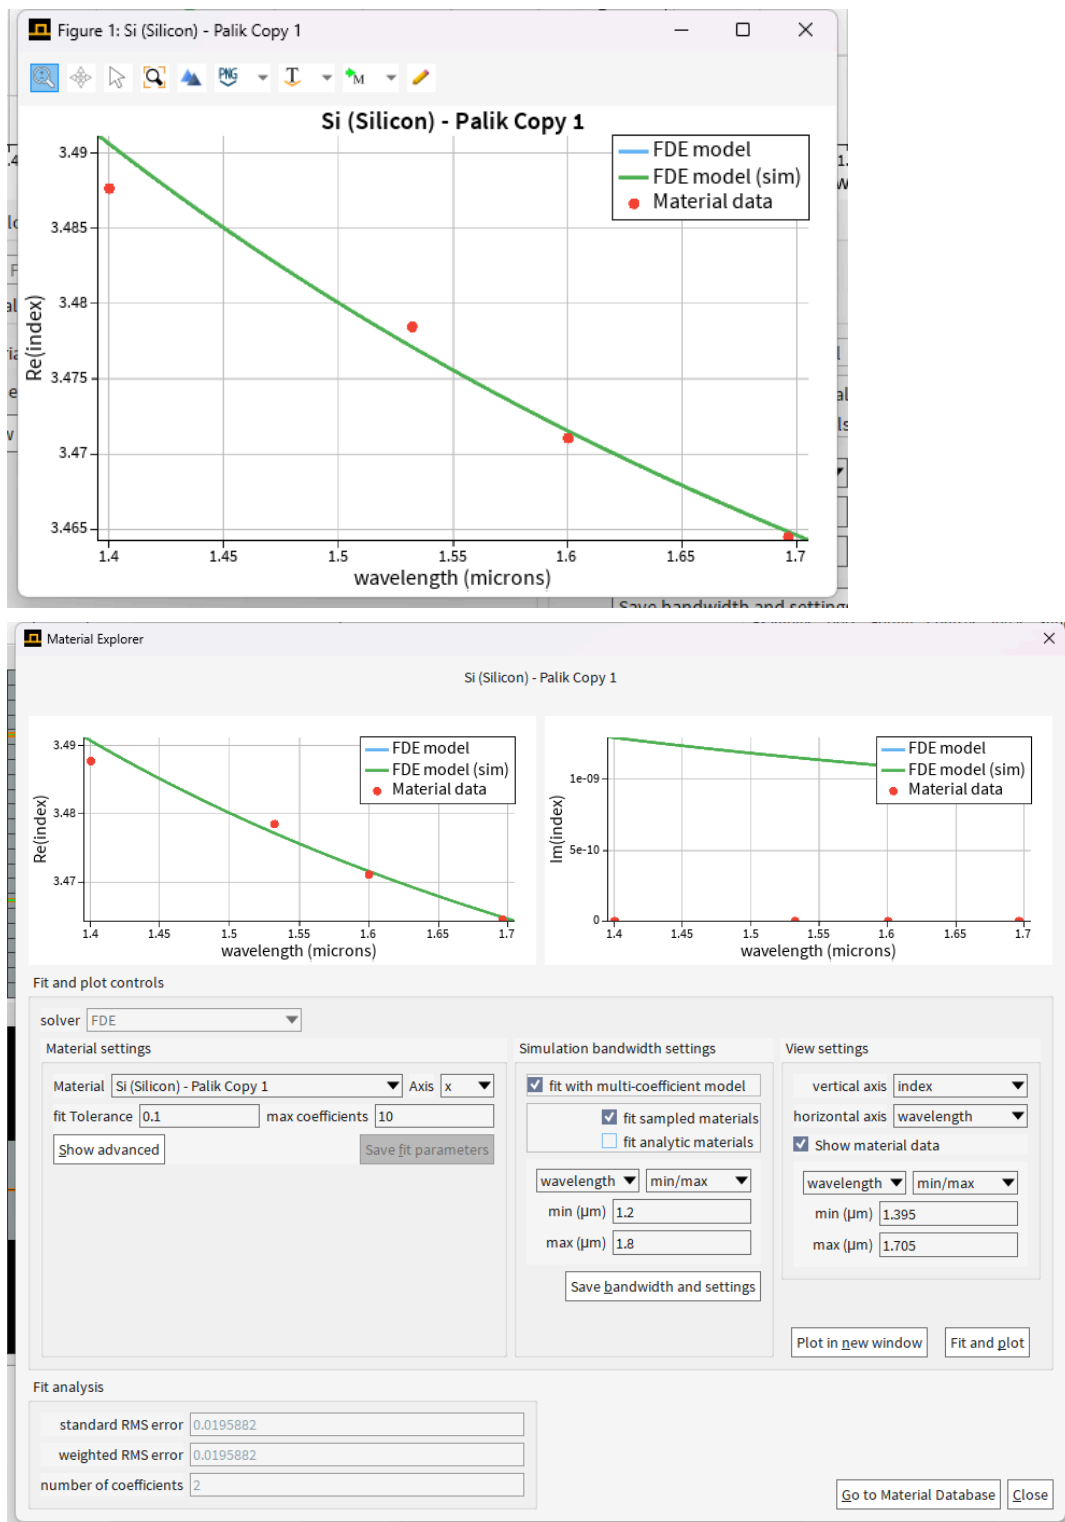 Figure 1: Si (Silicon) - Palik Copy 1
PNG T M
Si (Silicon) - Palik Copy 1
FDE model
FDE model (sim)
Material data
3.49
3.485
3.48
3.475
3.47
3.465
Re(index)
1.4 1.45 1.5 1.55 1.6 1.65 1.7
wavelength (microns)
Save bandwidth and setting
Material Explorer
Si (Silicon) - Palik Copy 1
FDE model
FDE model (sim)
Material data
3.49
3.48
3.47
Re(index)
1.4 1.45 1.5 1.55 1.6 1.65 1.7
wavelength (microns)
FDE model
FDE model (sim)
Material data
1e-09
5e-10
0
Im(index)
1.4 1.45 1.5 1.55 1.6 1.65 1.7
wavelength (microns)
Fit and plot controls
solver FDE
Material settings
Material Si (Silicon) - Palik Copy 1 Axis x
fit Tolerance 0.1 max coefficients 10
Show advanced Save fit parameters
Simulation bandwidth settings
fit with multi-coefficient model
fit sampled materials
fit analytic materials
wavelength min/max
min (μm) 1.2
max (μm) 1.8
Save bandwidth and settings
View settings
vertical axis index
horizontal axis wavelength
Show material data
wavelength min/max
min (μm) 1.395
max (μm) 1.705
Plot in new window Fit and plot
Fit analysis
standard RMS error 0.0195882
weighted RMS error 0.0195882
number of coefficients 2
Go to Material Database Close